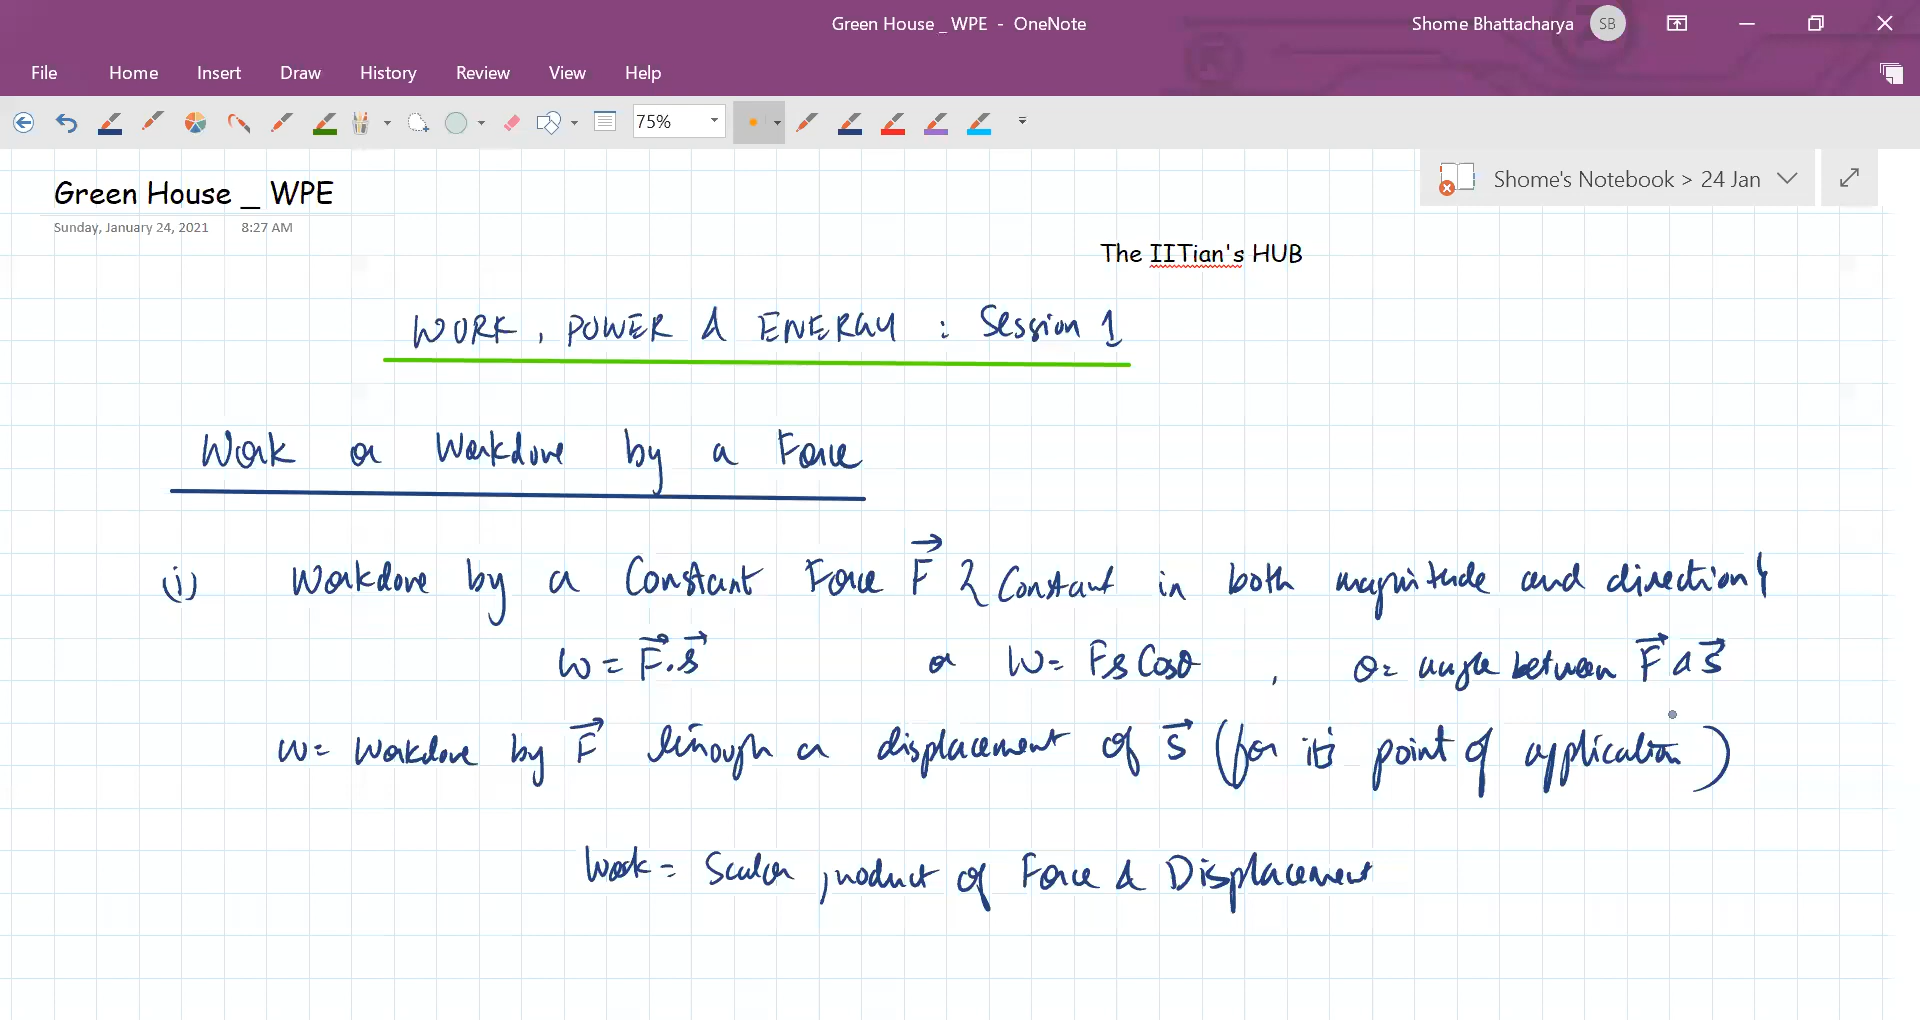 Green House _ WPE - OneNote
Shome Bhattacharya SB
File Home Insert Draw History Review View Help
75%
Shome's Notebook > 24 Jan
Green House _ WPE
Sunday, January 24, 2021 8:27 AM
The IITian's HUB
WORK, POWER & ENERGY : Session 1
Work or Workdone by a Force
(i) Workdone by a Constant Force F⃗ { Constant in both magnitude and direction }
W = F⃗.s⃗ or W = Fs Cosθ , θ = angle between F⃗ & s⃗
W = Workdone by F⃗ through a displacement of s⃗ (for it's point of application)
Work = Scalar product of Force & Displacement